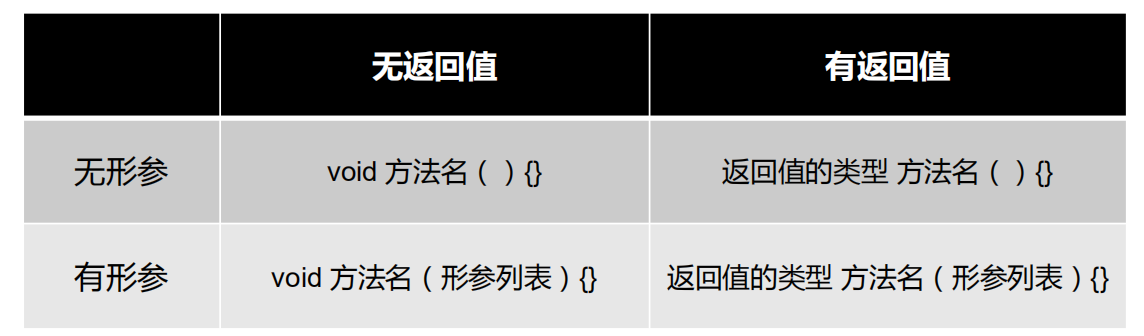 无返回值 有返回值
无形参 void 方法名（ ）{} 返回值的类型 方法名（ ）{}
有形参 void 方法名（形参列表）{} 返回值的类型 方法名（形参列表）{}